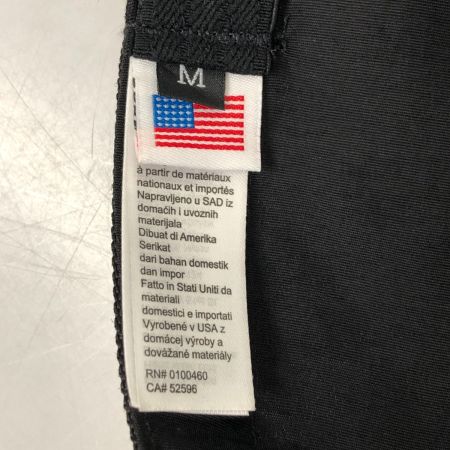 M
à partir de matériaux
nationaux et importés
Napravljeno u SAD iz
domaćih i uvoznih
materijala
Dibuat di Amerika
Serikat
dari bahan domestik
dan impor
Fatto in Stati Uniti da
materiali
domestici e importati
Vyrobené v USA z
domácej výroby a
dovážané materiály
RN# 0100460
CA# 52596